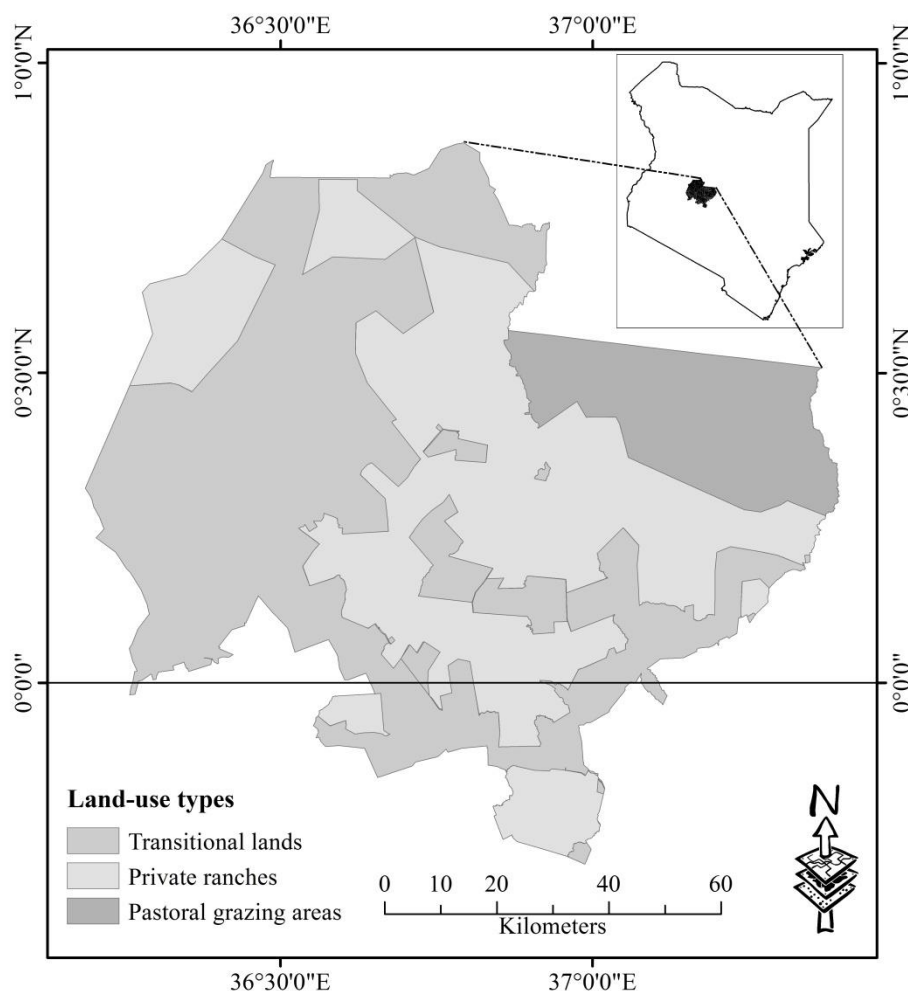 36°30'0"E 37°0'0"E
1°0'0"N 1°0'0"N
0°30'0"N 0°30'0"N
0°0'0" 0°0'0"
Land-use types
Transitional lands
Private ranches
Pastoral grazing areas
0 10 20 40 60
Kilometers
N
36°30'0"E 37°0'0"E